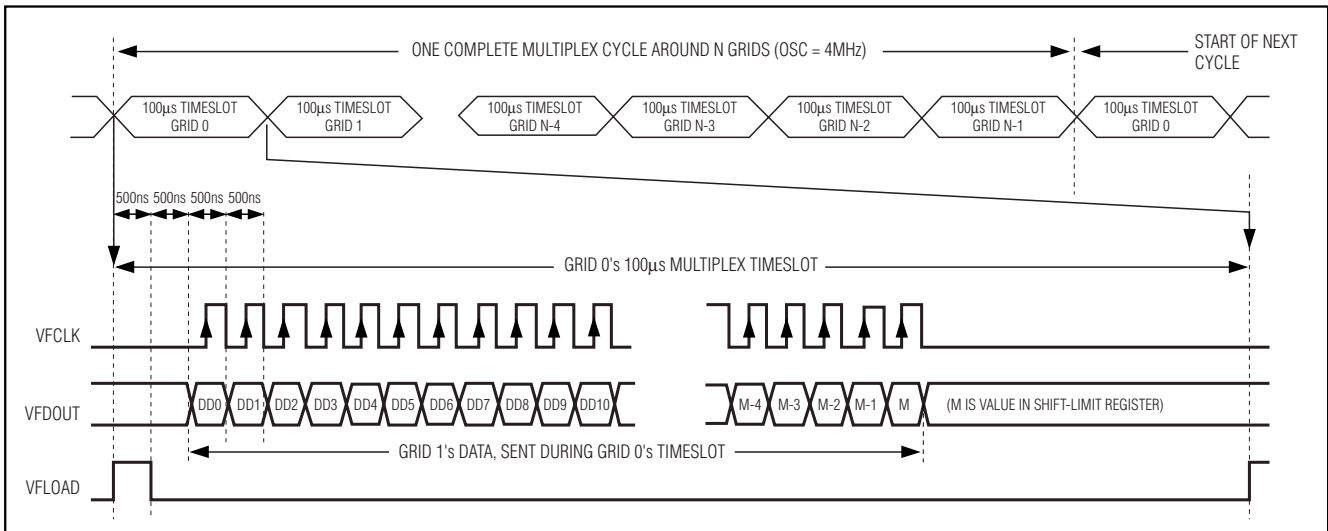 ONE COMPLETE MULTIPLEX CYCLE AROUND N GRIDS (OSC = 4MHz)
START OF NEXT
CYCLE
100μs TIMESLOT
GRID 0
100μs TIMESLOT
GRID 1
100μs TIMESLOT
GRID N-4
100μs TIMESLOT
GRID N-3
100μs TIMESLOT
GRID N-2
100μs TIMESLOT
GRID N-1
100μs TIMESLOT
GRID 0
500ns 500ns 500ns 500ns
GRID 0's 100μs MULTIPLEX TIMESLOT
VFCLK
VFDOUT
DD0 DD1 DD2 DD3 DD4 DD5 DD6 DD7 DD8 DD9 DD10 M-4 M-3 M-2 M-1 M (M IS VALUE IN SHIFT-LIMIT REGISTER)
GRID 1's DATA, SENT DURING GRID 0's TIMESLOT
VFLOAD